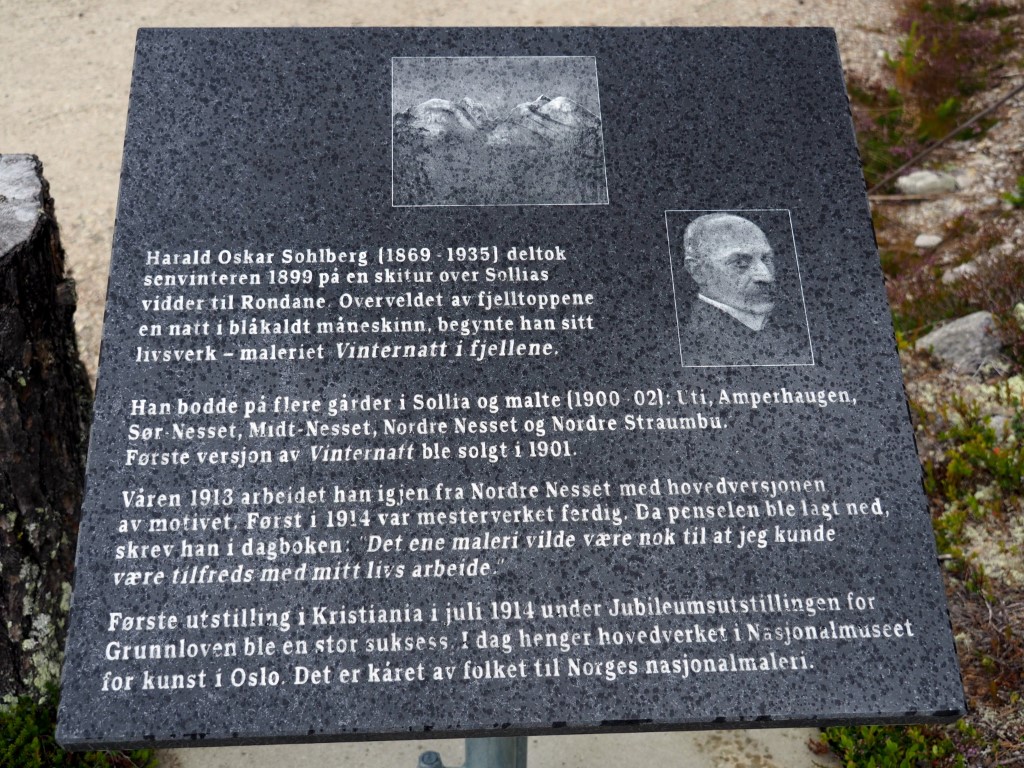 Harald Oskar Sohlberg (1869 - 1935) deltok
senvinteren 1899 på en skitur over Sollias
vidder til Rondane. Overveldet av fjelltoppene
en natt i blåkaldt måneskinn, begynte han sitt
livsverk – maleriet Vinternatt i fjellene.
Han bodde på flere gårder i Sollia og malte (1900 - 02): Uti, Amperhaugen,
Sør-Nesset, Midt-Nesset, Nordre Nesset og Nordre Straumbu.
Første versjon av Vinternatt ble solgt i 1901.
Våren 1913 arbeidet han igjen fra Nordre Nesset med hovedversjonen
av motivet. Først i 1914 var mesterverket ferdig. Da penselen ble lagt ned,
skrev han i dagboken: "Det ene maleri vilde være nok til at jeg kunde
være tilfreds med mitt livs arbeide."
Første utstilling i Kristiania i juli 1914 under Jubileumsutstillingen for
Grunnloven ble en stor suksess. I dag henger hovedverket i Nasjonalmuseet
for kunst i Oslo. Det er kåret av folket til Norges nasjonalmaleri.